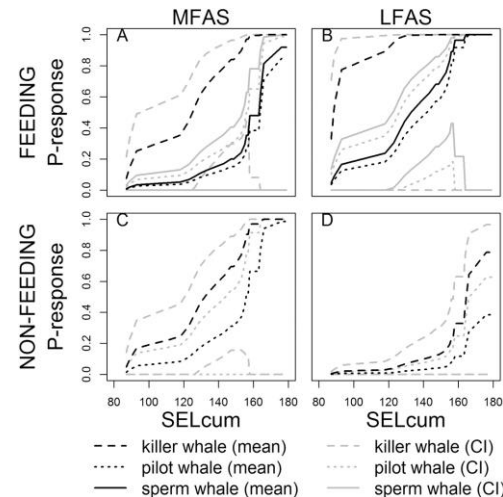 MFAS LFAS
FEEDING
P-response
A B
0.0 0.2 0.4 0.6 0.8 1.0
NON-FEEDING
P-response
C D
0.0 0.2 0.4 0.6 0.8 1.0
80 100 120 140 160 180 80 100 120 140 160 180
SELcum SELcum
killer whale (mean) killer whale (CI)
pilot whale (mean) pilot whale (CI)
sperm whale (mean) sperm whale (CI)